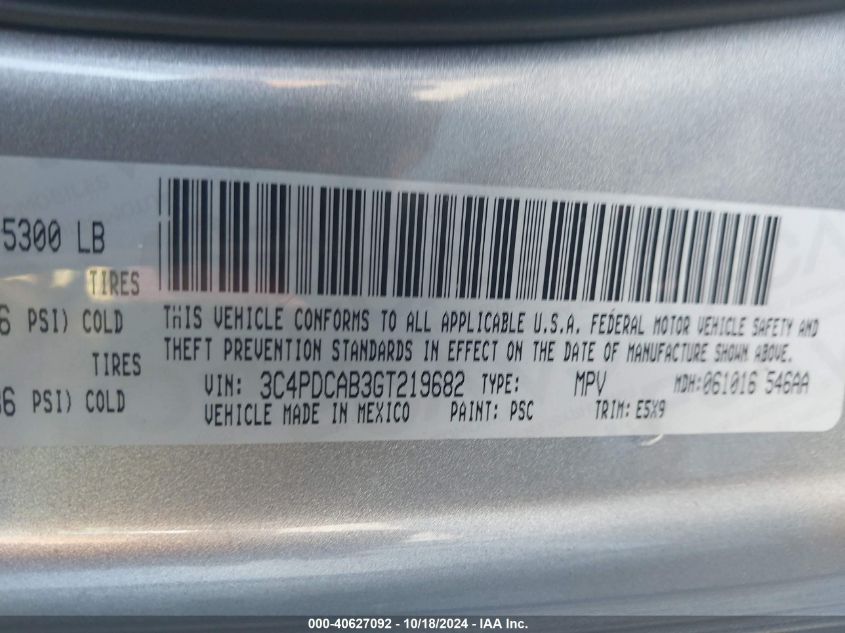 5300 LB
TIRES
6 PSI) COLD
TIRES
36 PSI) COLD
THIS VEHICLE CONFORMS TO ALL APPLICABLE U.S.A. FEDERAL MOTOR VEHICLE SAFETY AND
THEFT PREVENTION STANDARDS IN EFFECT ON THE DATE OF MANUFACTURE SHOWN ABOVE.
VIN: 3C4PDCAB3GT219682 TYPE: MPV MDH:061016 546AA
VEHICLE MADE IN MEXICO PAINT: PSC TRIM: E5X9
000-40627092 - 10/18/2024 - IAA Inc.